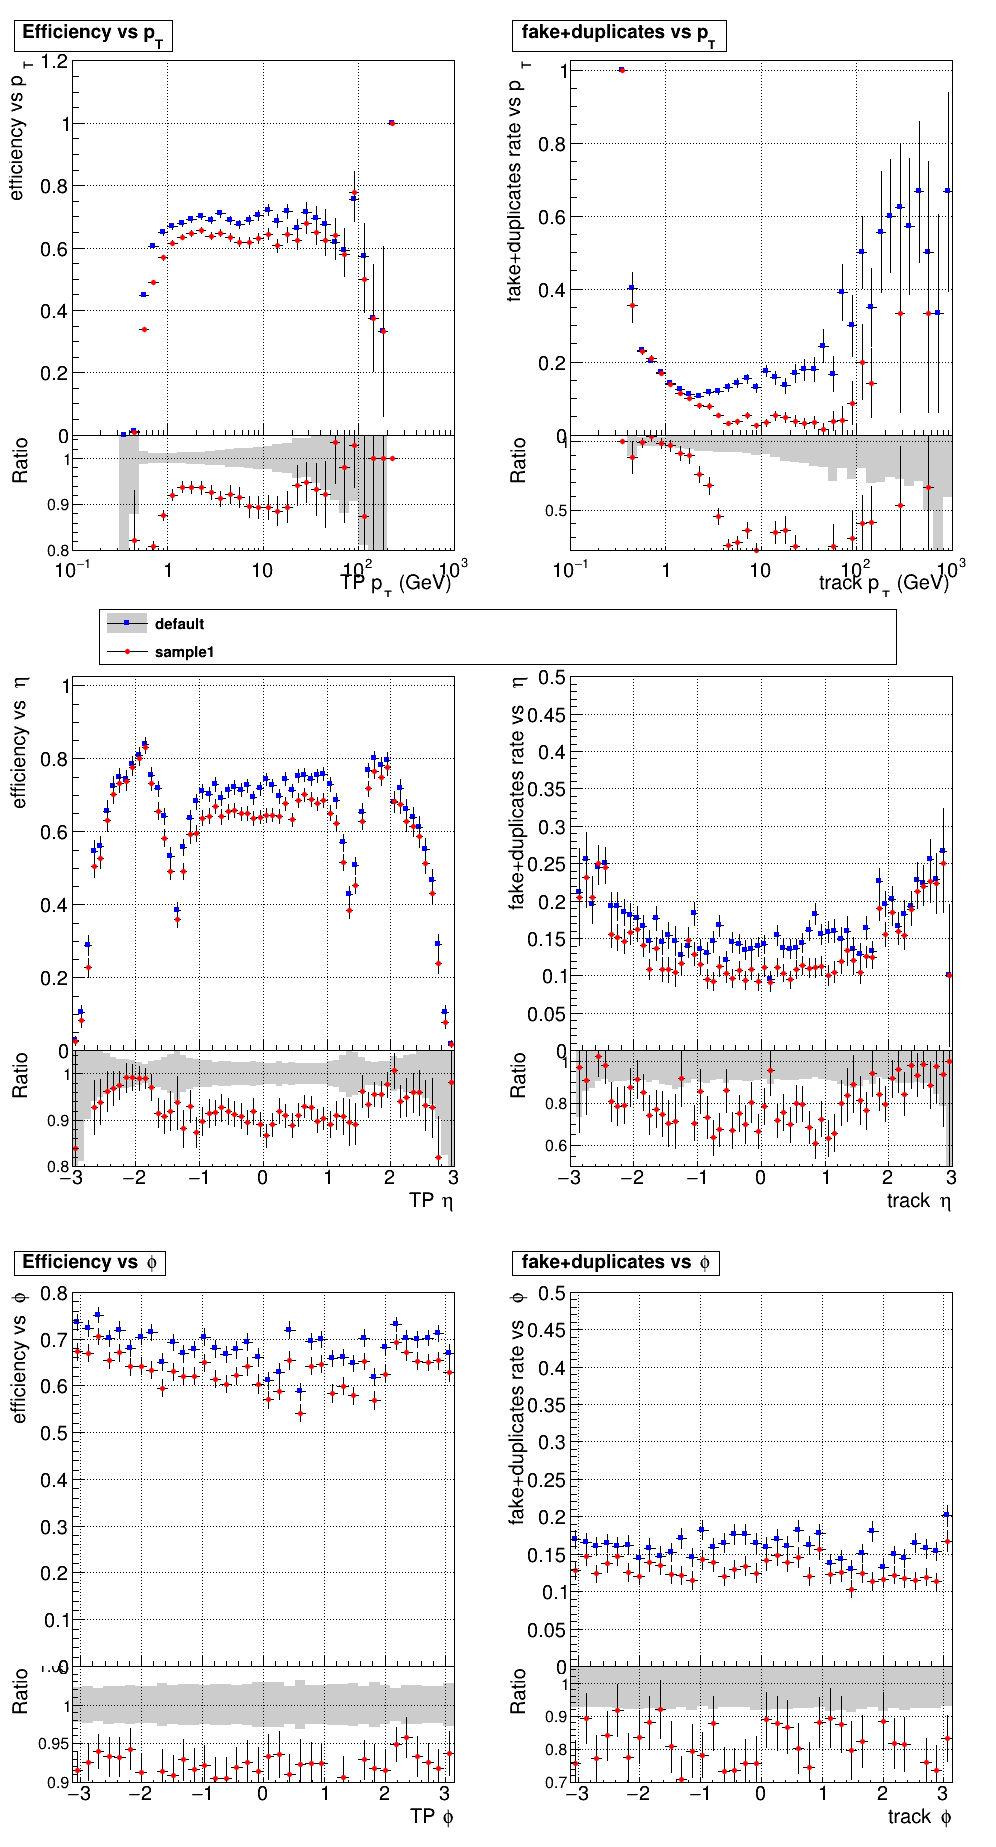 Efficiency vs p_T
fake+duplicates vs p_T
efficiency vs p_T
1.2
1
0.8
0.6
0.4
0.2
0
Ratio
1
0.9
0.8
10^-1 1 10 10^2 10^3
TP p_T (GeV)
fake+duplicates rate vs p_T
1
0.8
0.6
0.4
0.2
Ratio
1
0.5
10^-1 1 10 10^2 10^3
track p_T (GeV)
default
sample1
efficiency vs η
1
0.8
0.6
0.4
0.2
0
Ratio
1
0.9
0.8
−3 −2 −1 0 1 2 3
TP η
fake+duplicates rate vs η
0.5
0.45
0.4
0.35
0.3
0.25
0.2
0.15
0.1
0.05
0
Ratio
1
0.8
0.6
−3 −2 −1 0 1 2 3
track η
Efficiency vs ϕ
fake+duplicates vs ϕ
efficiency vs ϕ
0.8
0.7
0.6
0.5
0.4
0.3
0.2
0.1
0
Ratio
1
0.95
0.9
−3 −2 −1 0 1 2 3
TP ϕ
fake+duplicates rate vs ϕ
0.5
0.45
0.4
0.35
0.3
0.25
0.2
0.15
0.1
0.05
0
Ratio
1
0.9
0.8
0.7
−3 −2 −1 0 1 2 3
track ϕ